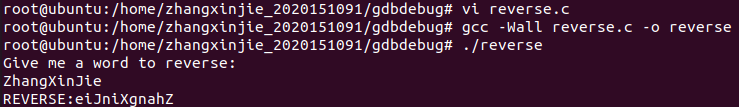 root@ubuntu:/home/zhangxinjie_2020151091/gdbdebug# vi reverse.c
root@ubuntu:/home/zhangxinjie_2020151091/gdbdebug# gcc -Wall reverse.c -o reverse
root@ubuntu:/home/zhangxinjie_2020151091/gdbdebug# ./reverse
Give me a word to reverse:
ZhangXinJie
REVERSE:eiJniXgnahZ